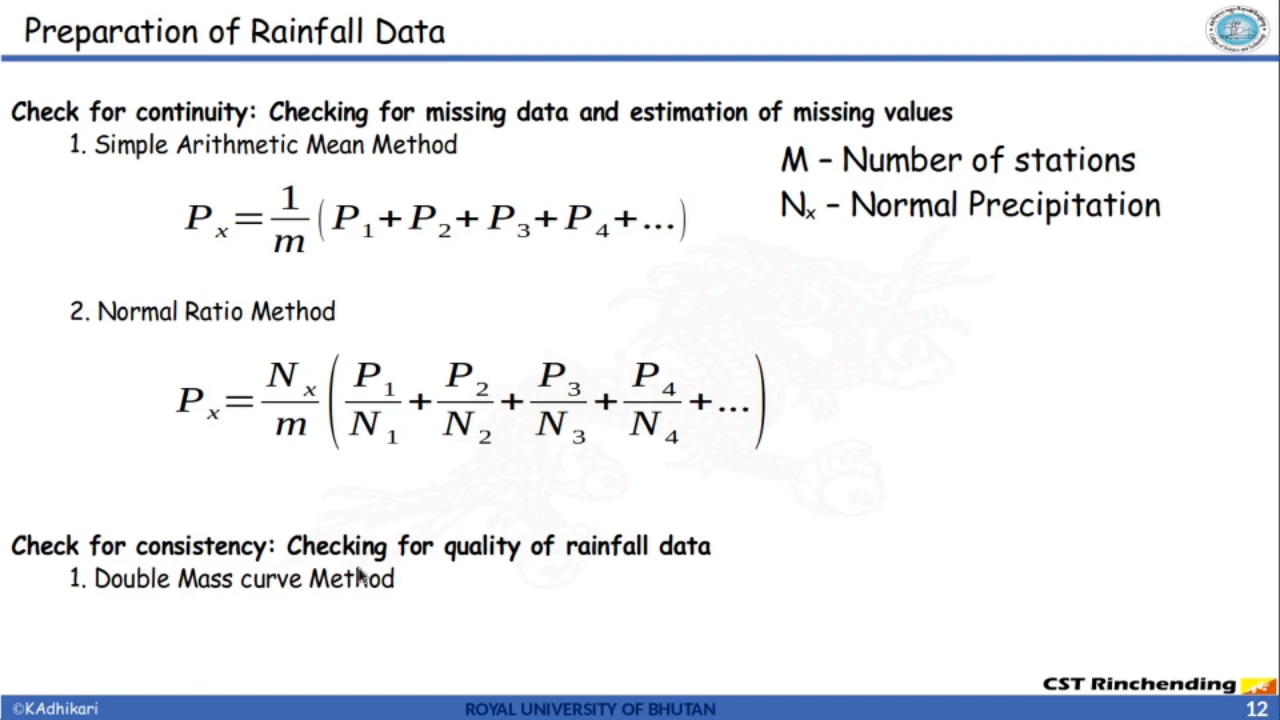 Preparation of Rainfall Data
Check for continuity: Checking for missing data and estimation of missing values
1. Simple Arithmetic Mean Method
M – Number of stations
Nₓ – Normal Precipitation
Pₓ = 1/m (P₁ + P₂ + P₃ + P₄ + ...)
2. Normal Ratio Method
Pₓ = Nₓ/m (P₁/N₁ + P₂/N₂ + P₃/N₃ + P₄/N₄ + ...)
Check for consistency: Checking for quality of rainfall data
1. Double Mass curve Method
CST Rinchending
©KAdhikari
ROYAL UNIVERSITY OF BHUTAN
12